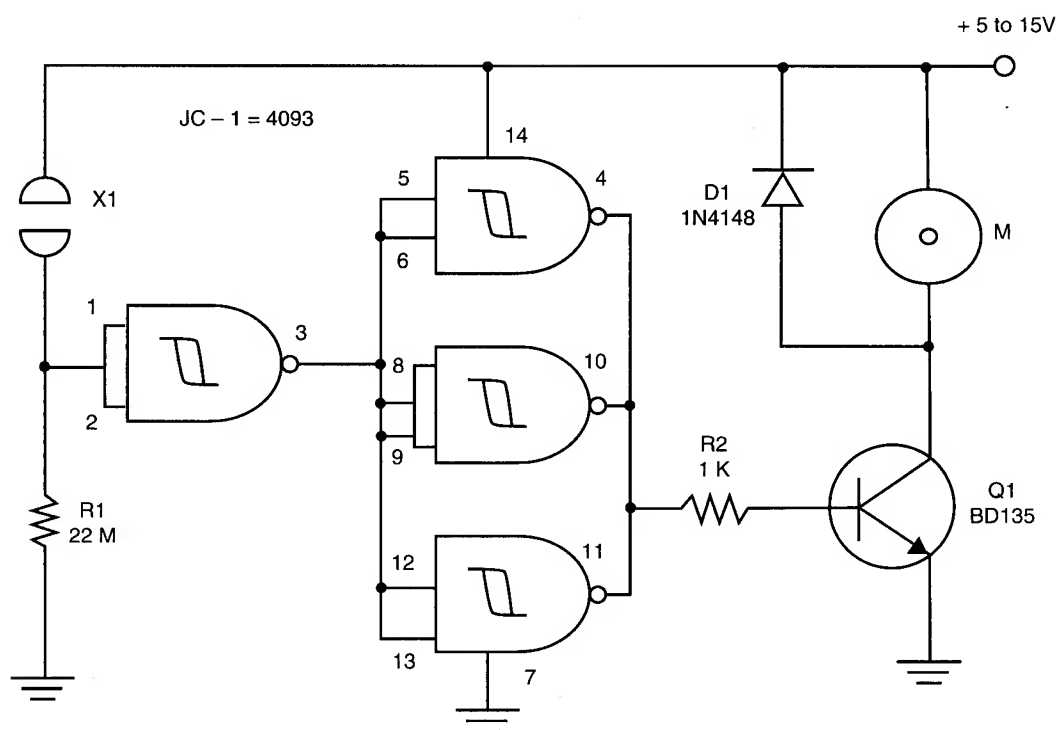 + 5 to 15V
JC – 1 = 4093
14
5
4
X1
D1
1N4148
M
6
1
3
8
10
2
9
R2
1 K
R1
22 M
Q1
BD135
12
11
13
7